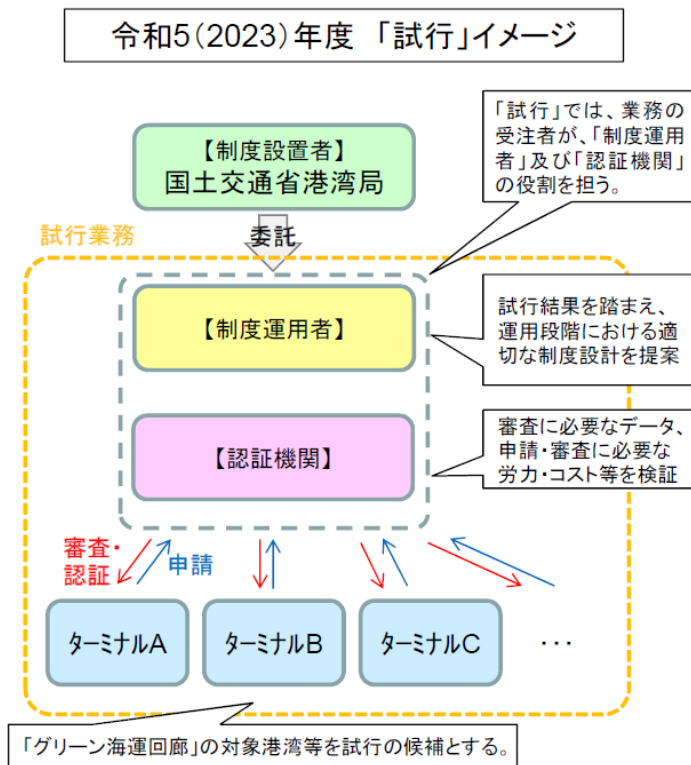 令和5(2023)年度 「試行」イメージ
「試行」では、業務の
受注者が、「制度運用
者」及び「認証機関」
の役割を担う。
【制度設置者】
国土交通省港湾局
試行業務
委託
【制度運用者】
試行結果を踏まえ、
運用段階における適
切な制度設計を提案
【認証機関】
審査に必要なデータ、
申請・審査に必要な
労力・コスト等を検証
審査・
認証
申請
ターミナルA
ターミナルB
ターミナルC
・・・
「グリーン海運回廊」の対象港湾等を試行の候補とする。